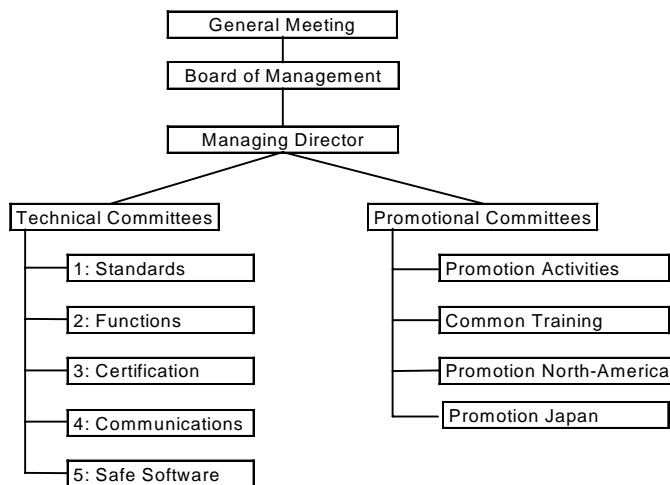 General Meeting
Board of Management
Managing Director
Technical Committees
1: Standards
2: Functions
3: Certification
4: Communications
5: Safe Software
Promotional Committees
Promotion Activities
Common Training
Promotion North-America
Promotion Japan